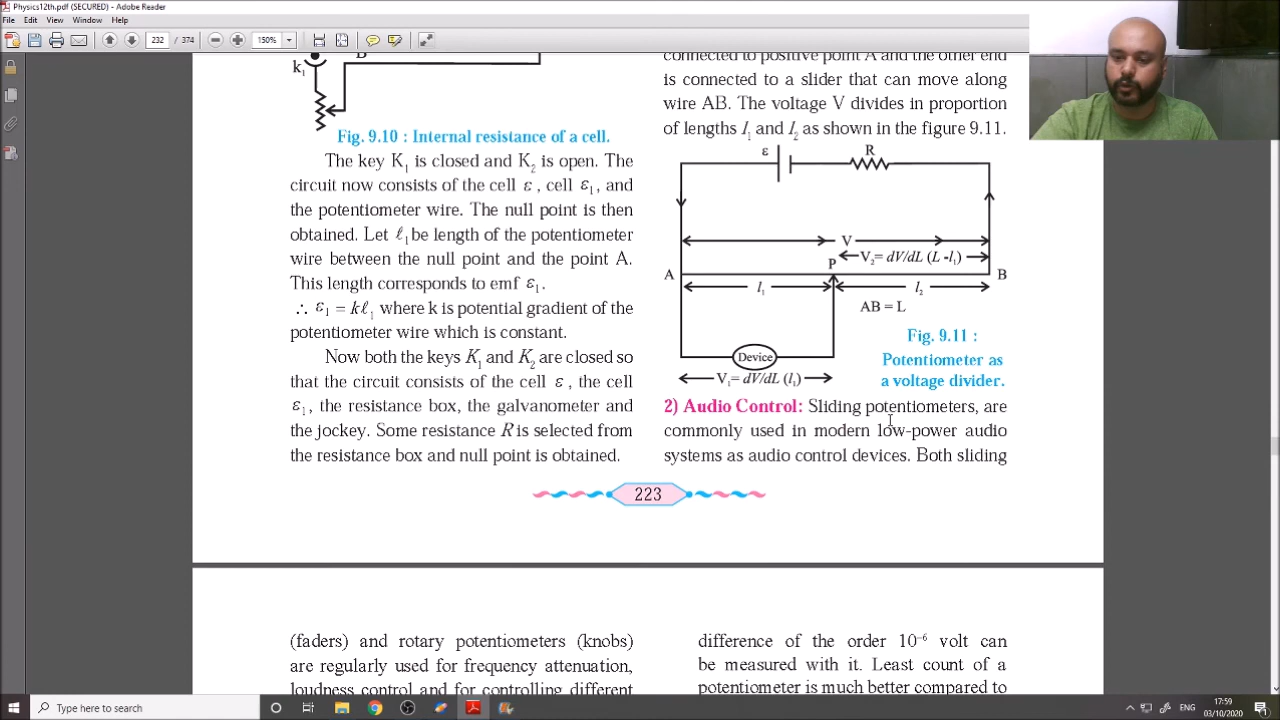 Physics12th.pdf (SECURED) - Adobe Reader
File Edit View Window Help
232 / 374 150%
k₁
Fig. 9.10 : Internal resistance of a cell.
The key K₁ is closed and K₂ is open. The
circuit now consists of the cell ε , cell ε₁, and
the potentiometer wire. The null point is then
obtained. Let ℓ₁ be length of the potentiometer
wire between the null point and the point A.
This length corresponds to emf ε₁.
∴ ε₁ = kℓ₁ where k is potential gradient of the
potentiometer wire which is constant.
Now both the keys K₁ and K₂ are closed so
that the circuit consists of the cell ε , the cell
ε₁, the resistance box, the galvanometer and
the jockey. Some resistance R is selected from
the resistance box and null point is obtained.
connected to positive point A and the other end
is connected to a slider that can move along
wire AB. The voltage V divides in proportion
of lengths l₁ and l₂ as shown in the figure 9.11.
ε R
V
P V₂= dV/dL (L -l₁)
A B
l₁ l₂
AB = L
Device
V₁= dV/dL (l₁)
Fig. 9.11 :
Potentiometer as
a voltage divider.
2) Audio Control: Sliding potentiometers, are
commonly used in modern low-power audio
systems as audio control devices. Both sliding
223
(faders) and rotary potentiometers (knobs)
are regularly used for frequency attenuation,
loudness control and for controlling different
difference of the order 10⁻⁶ volt can
be measured with it. Least count of a
potentiometer is much better compared to
Type here to search
ENG
17:59
03/10/2020